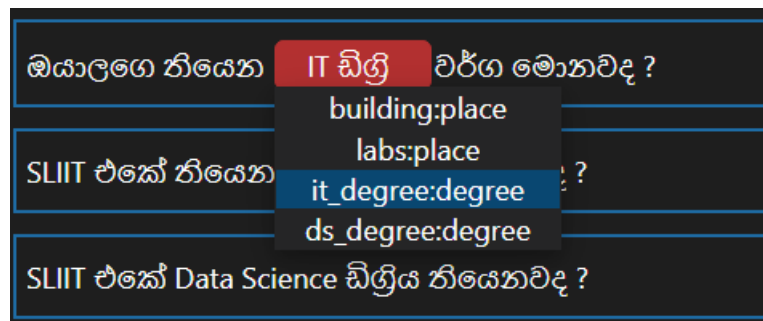 ඔයාලගෙ තියෙන IT ඩිග්‍රි වර්ග මොනවද ?
building:place
labs:place
SLIIT එකේ තියෙන ?
it_degree:degree
ds_degree:degree
SLIIT එකේ Data Science ඩිග්‍රිය තියෙනවද ?